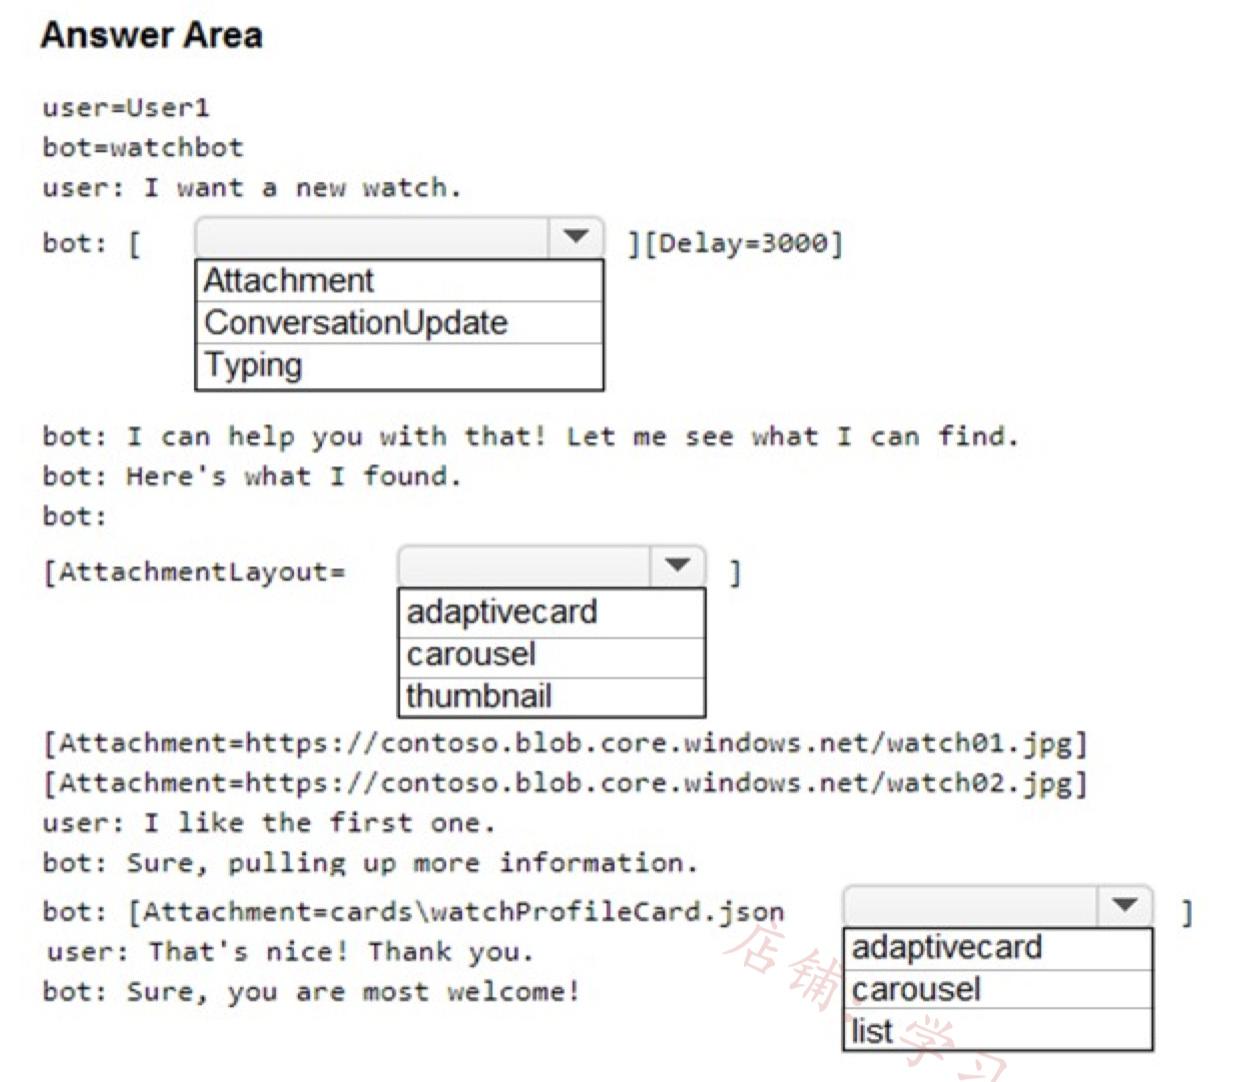 Answer Area
user=User1
bot=watchbot
user: I want a new watch.
bot: [ ][Delay=3000]
Attachment
ConversationUpdate
Typing
bot: I can help you with that! Let me see what I can find.
bot: Here's what I found.
bot:
[AttachmentLayout= ]
adaptivecard
carousel
thumbnail
[Attachment=https://contoso.blob.core.windows.net/watch01.jpg]
[Attachment=https://contoso.blob.core.windows.net/watch02.jpg]
user: I like the first one.
bot: Sure, pulling up more information.
bot: [Attachment=cards\watchProfileCard.json ]
adaptivecard
carousel
list
user: That's nice! Thank you.
bot: Sure, you are most welcome!
店铺：学习